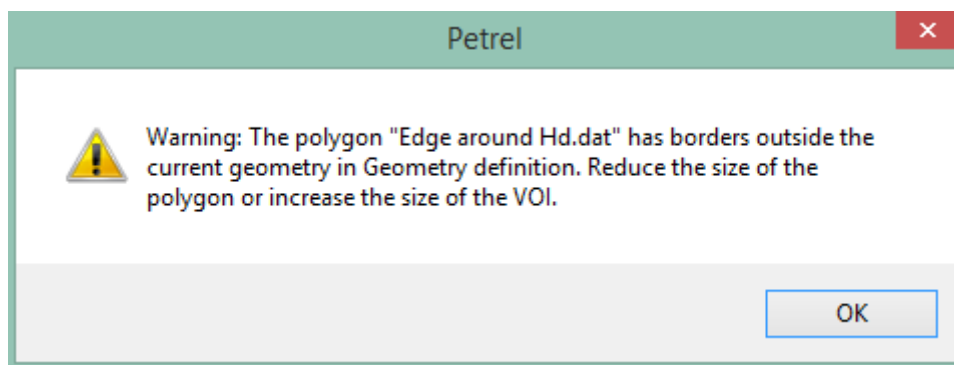 Petrel
Warning: The polygon "Edge around Hd.dat" has borders outside the
current geometry in Geometry definition. Reduce the size of the
polygon or increase the size of the VOI.
OK